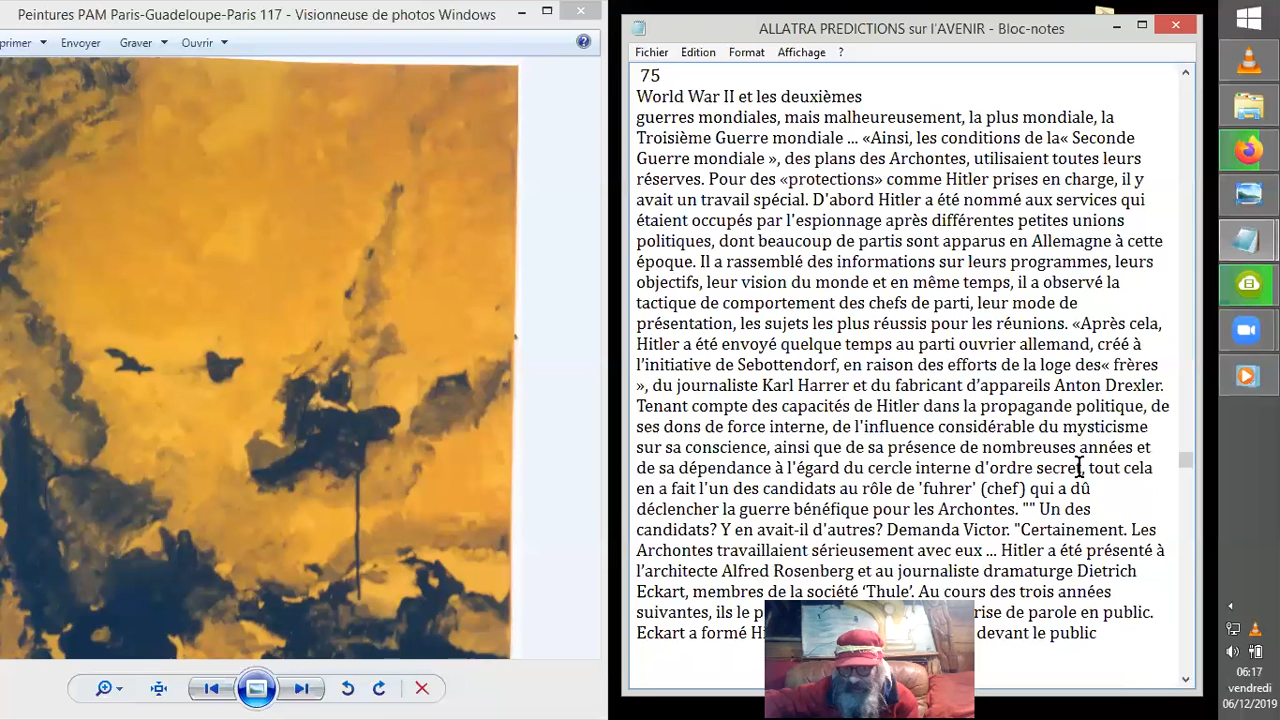 Peintures PAM Paris-Guadeloupe-Paris 117 - Visionneuse de photos Windows
primer Envoyer Graver Ouvrir
ALLATRA PREDICTIONS sur l'AVENIR - Bloc-notes
Fichier Edition Format Affichage ?
75
World War II et les deuxièmes
guerres mondiales, mais malheureusement, la plus mondiale, la
Troisième Guerre mondiale ... «Ainsi, les conditions de la« Seconde
Guerre mondiale », des plans des Archontes, utilisaient toutes leurs
réserves. Pour des «protections» comme Hitler prises en charge, il y
avait un travail spécial. D'abord Hitler a été nommé aux services qui
étaient occupés par l'espionnage après différentes petites unions
politiques, dont beaucoup de partis sont apparus en Allemagne à cette
époque. Il a rassemblé des informations sur leurs programmes, leurs
objectifs, leur vision du monde et en même temps, il a observé la
tactique de comportement des chefs de parti, leur mode de
présentation, les sujets les plus réussis pour les réunions. «Après cela,
Hitler a été envoyé quelque temps au parti ouvrier allemand, créé à
l'initiative de Sebottendorf, en raison des efforts de la loge des« frères
», du journaliste Karl Harrer et du fabricant d'appareils Anton Drexler.
Tenant compte des capacités de Hitler dans la propagande politique, de
ses dons de force interne, de l'influence considérable du mysticisme
sur sa conscience, ainsi que de sa présence de nombreuses années et
de sa dépendance à l'égard du cercle interne d'ordre secret, tout cela
en a fait l'un des candidats au rôle de 'fuhrer' (chef) qui a dû
déclencher la guerre bénéfique pour les Archontes. "" Un des
candidats? Y en avait-il d'autres? Demanda Victor. "Certainement. Les
Archontes travaillaient sérieusement avec eux ... Hitler a été présenté à
l'architecte Alfred Rosenberg et au journaliste dramaturge Dietrich
Eckart, membres de la société 'Thule'. Au cours des trois années
suivantes, ils le p rise de parole en public.
Eckart a formé Hi devant le public
06:17
vendredi
06/12/2019